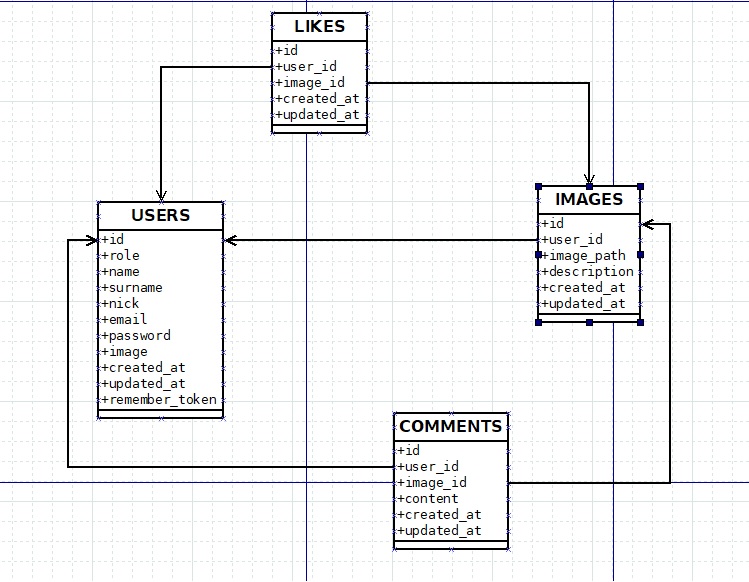 LIKES
+id
+user_id
+image_id
+created_at
+updated_at
USERS
+id
+role
+name
+surname
+nick
+email
+password
+image
+created_at
+updated_at
+remember_token
IMAGES
+id
+user_id
+image_path
+description
+created_at
+updated_at
COMMENTS
+id
+user_id
+image_id
+content
+created_at
+updated_at